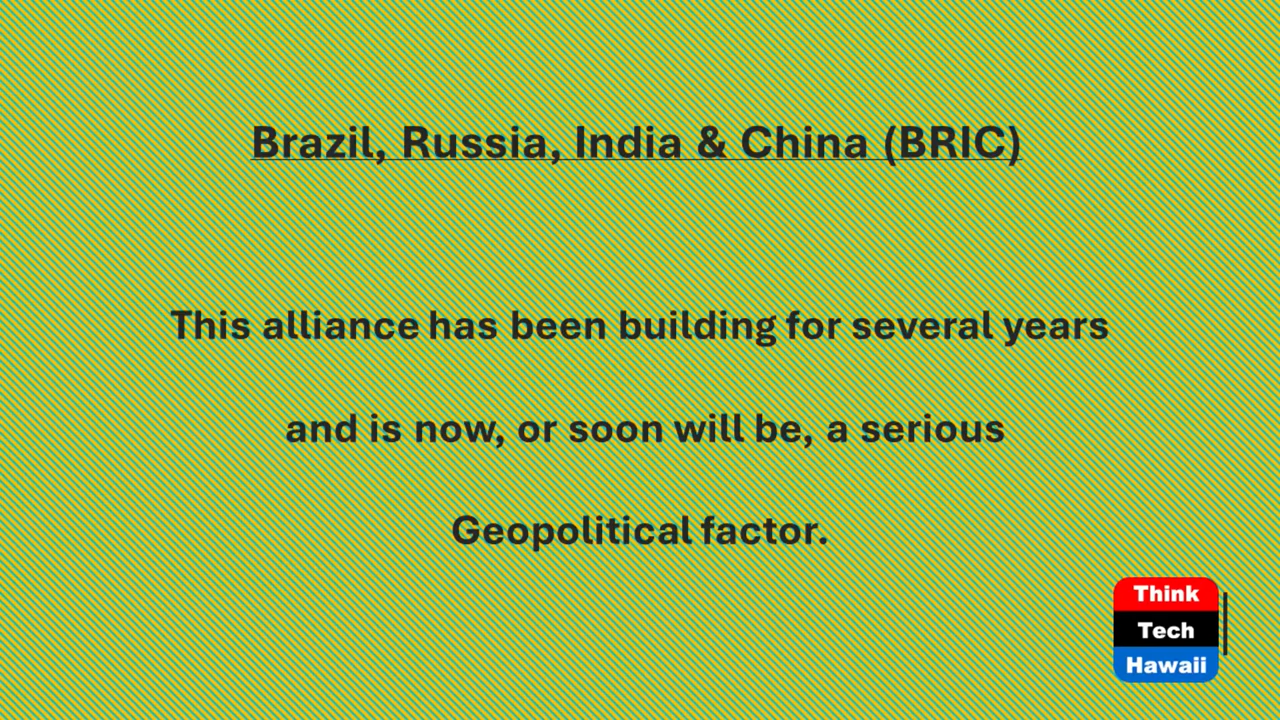 Brazil, Russia, India & China (BRIC)
This alliance has been building for several years
and is now, or soon will be, a serious
Geopolitical factor.
Think
Tech
Hawaii